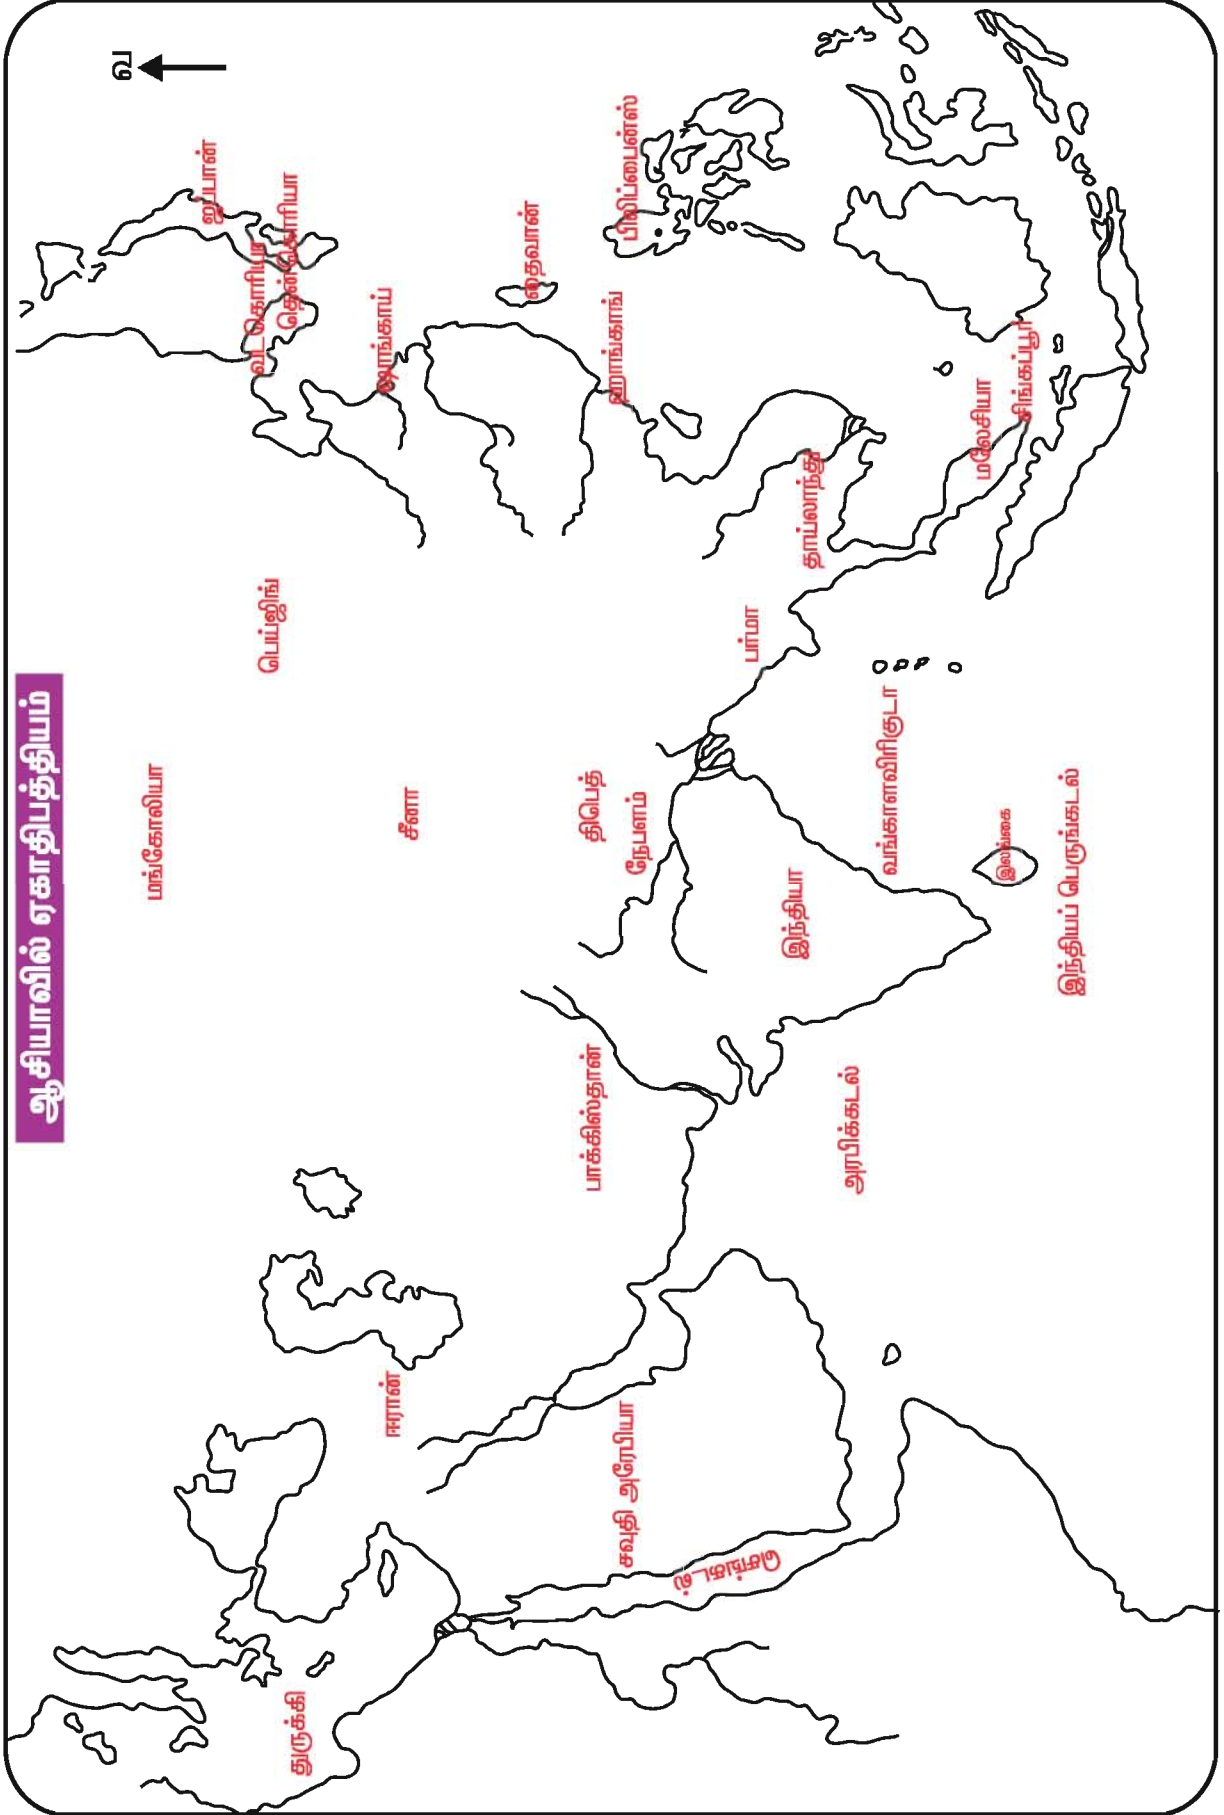 ஆசியாவில் ஏகாதிபத்தியம்
வ
மங்கோலியா
ஜப்பான்
துருக்கி
பெய்ஜிங்
வடகொரியா
தென்கொரியா
ஈரான்
சீனா
ஷாங்காய்
தைவான்
பாக்கிஸ்தான்
திபெத்
நேபளம்
ஹாங்காங்
பிலிப்பைன்ஸ்
சவுதி அரேபியா
செங்கடல்
பர்மா
இந்தியா
தாய்லாந்து
அரபிக்கடல்
வங்காளவிரிகுடா
மலேசியா
இலங்கை
சிங்கப்பூர்
இந்தியப் பெருங்கடல்